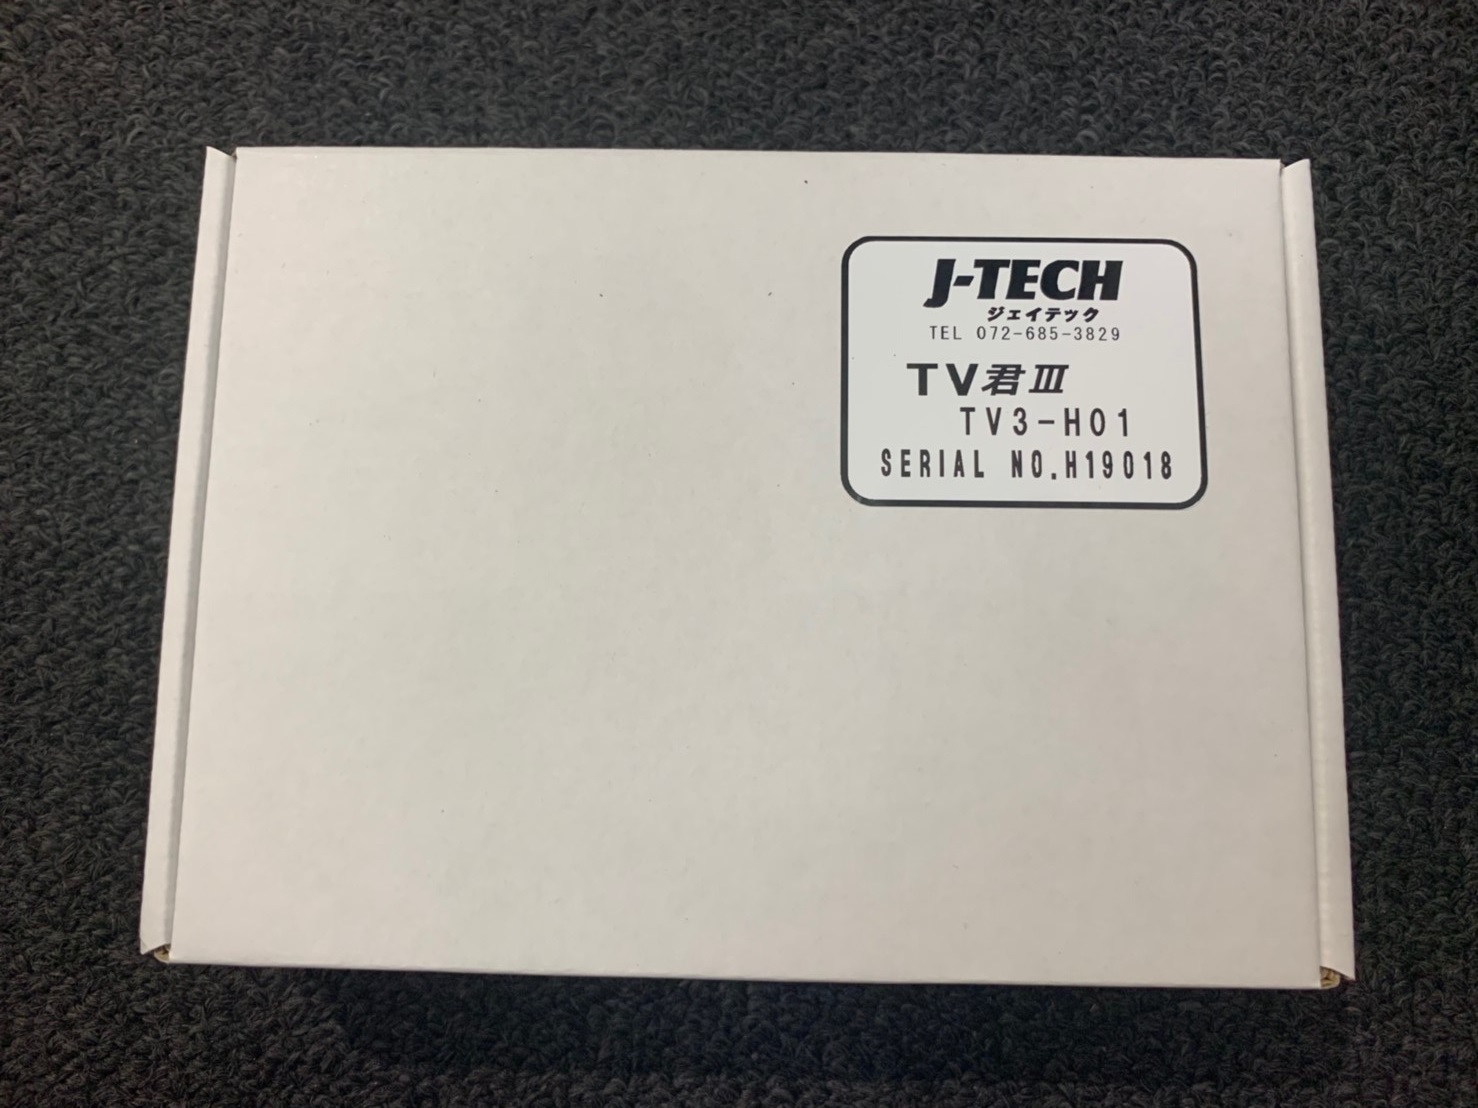 J-TECH
ジェイテック
TEL 072-685-3829
TV君Ⅲ
TV3-H01
SERIAL NO.H19018